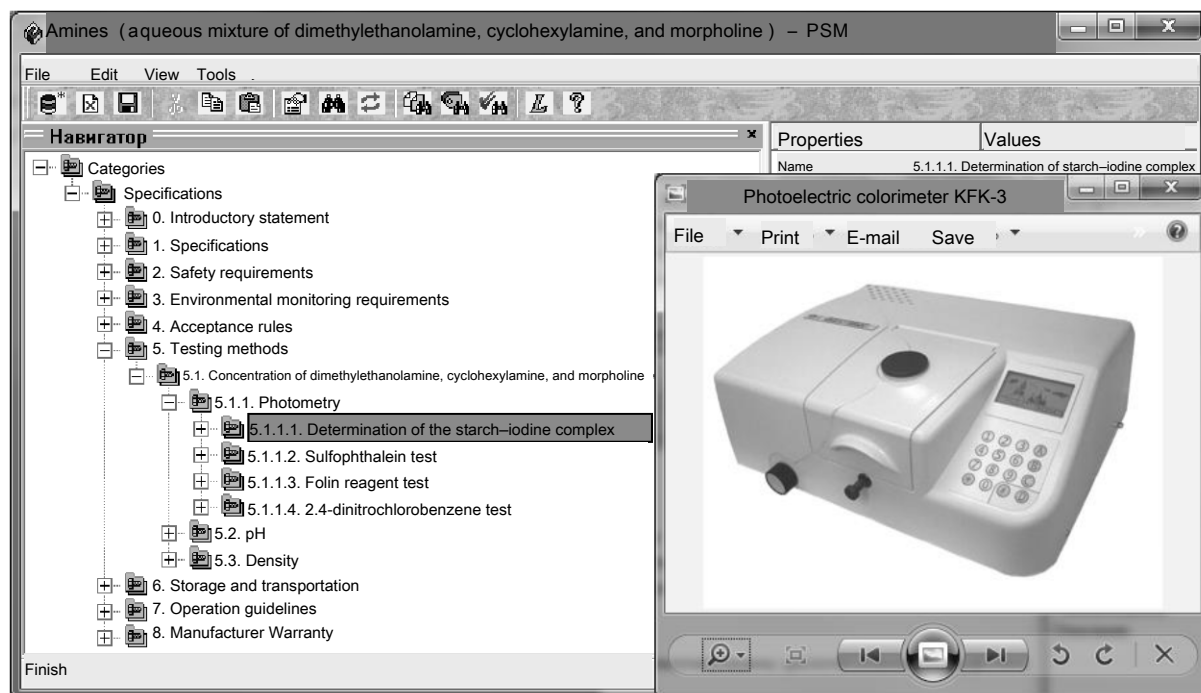 Amines (aqueous mixture of dimethylethanolamine, cyclohexylamine, and morpholine ) – PSM
File Edit View Tools .
Навигатор
Properties Values
Name 5.1.1.1. Determination of starch–iodine complex
Categories
Specifications
0. Introductory statement
1. Specifications
2. Safety requirements
3. Environmental monitoring requirements
4. Acceptance rules
5. Testing methods
5.1. Concentration of dimethylethanolamine, cyclohexylamine, and morpholine
5.1.1. Photometry
5.1.1.1. Determination of the starch–iodine complex
5.1.1.2. Sulfophthalein test
5.1.1.3. Folin reagent test
5.1.1.4. 2.4-dinitrochlorobenzene test
5.2. pH
5.3. Density
6. Storage and transportation
7. Operation guidelines
8. Manufacturer Warranty
Finish
Photoelectric colorimeter KFK-3
File Print E-mail Save